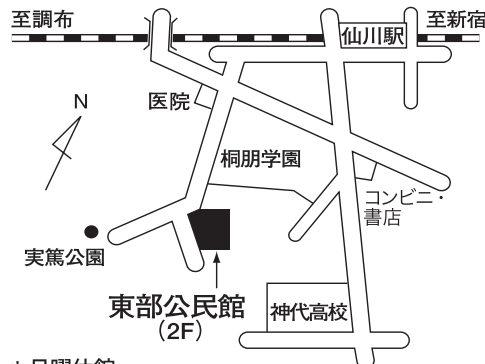 至調布
至新宿
仙川駅
N
医院
桐朋学園
コンビニ・
書店
実篤公園
東部公民館
（2F）
神代高校